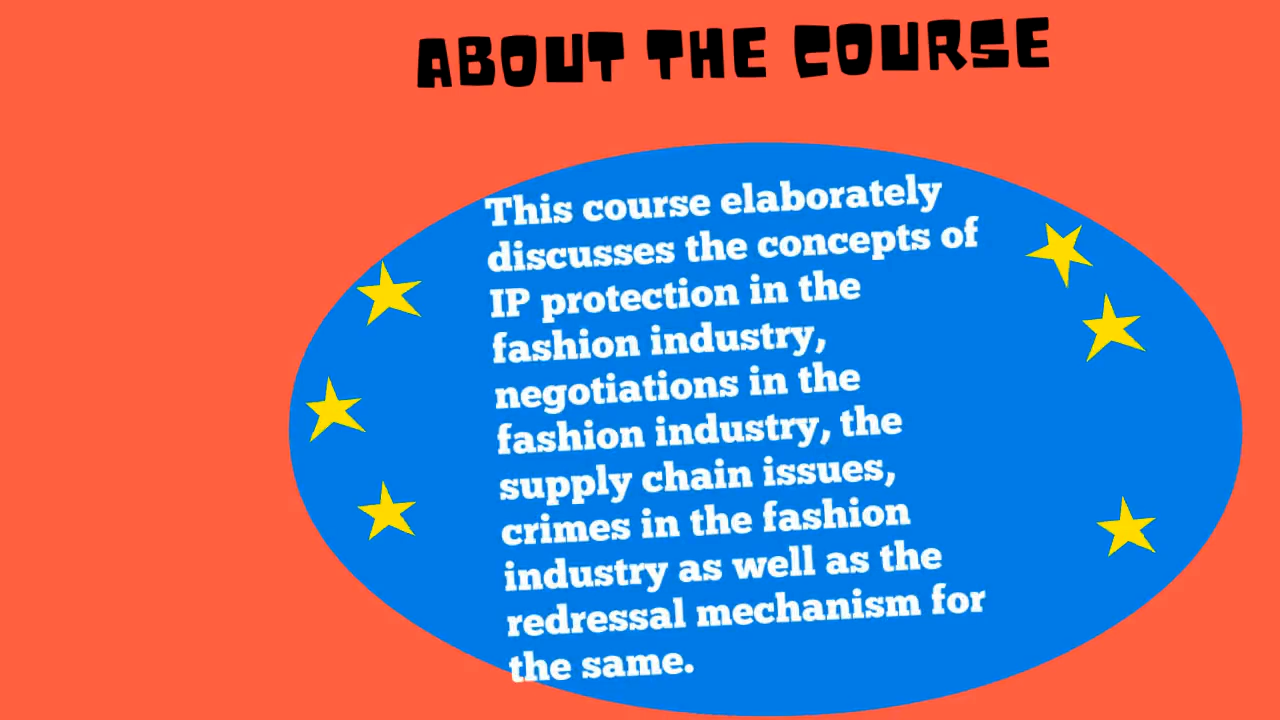 ABOUT THE COURSE
This course elaborately
discusses the concepts of
IP protection in the
fashion industry,
negotiations in the
fashion industry, the
supply chain issues,
crimes in the fashion
industry as well as the
redressal mechanism for
the same.